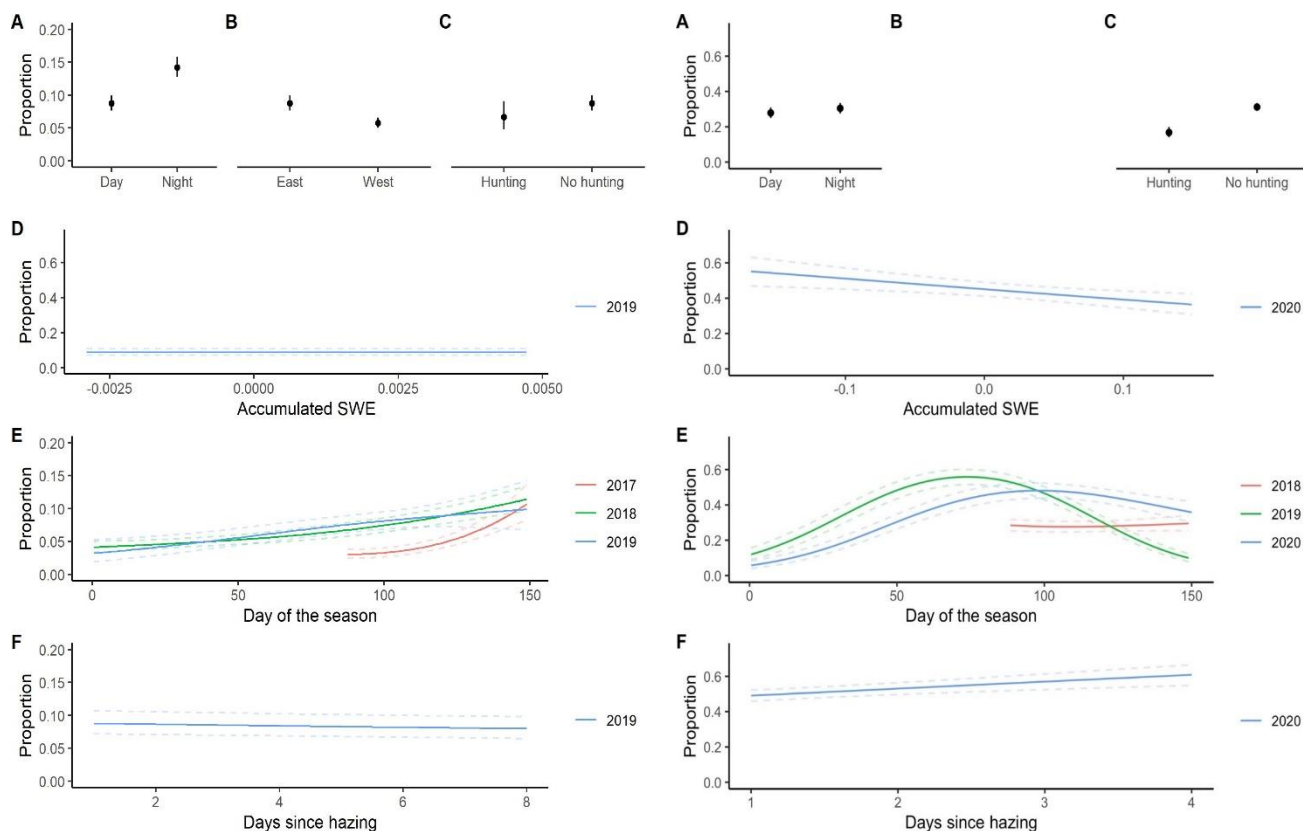 A B C
Proportion
0.20
0.15
0.10
0.05
0.00
Day Night East West Hunting No hunting
D
Proportion
0.6
0.4
0.2
0.0
-0.0025 0.0000 0.0025 0.0050
Accumulated SWE
2019
E
Proportion
0.20
0.15
0.10
0.05
0.00
0 50 100 150
Day of the season
2017
2018
2019
F
Proportion
0.20
0.15
0.10
0.05
0.00
2 4 6 8
Days since hazing
2019
A B C
Proportion
0.6
0.4
0.2
0.0
Day Night Hunting No hunting
D
Proportion
0.6
0.4
0.2
0.0
-0.1 0.0 0.1
Accumulated SWE
2020
E
Proportion
0.6
0.4
0.2
0.0
0 50 100 150
Day of the season
2018
2019
2020
F
Proportion
0.6
0.4
0.2
0.0
1 2 3 4
Days since hazing
2020